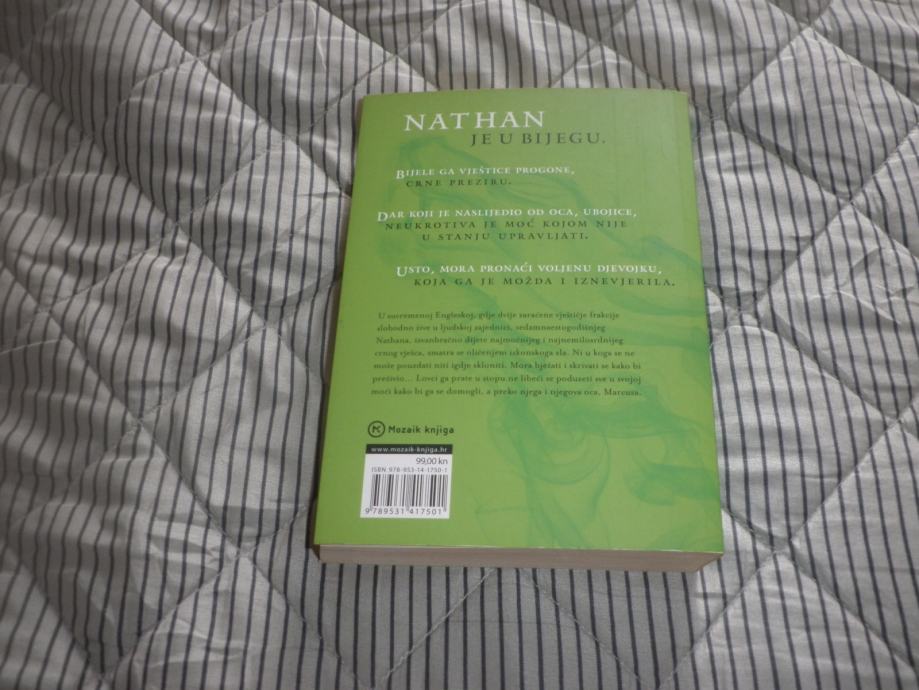 NATHAN
JE U BIJEGU.
BIJELE GA VJEŠTICE PROGONE,
CRNE PREZIRU.
DAR KOJI JE NASLIJEDIO OD OCA, UBOJICE,
NEUKROTIVA JE MOĆ KOJOM NIJE
U STANJU UPRAVLJATI.
USTO, MORA PRONAĆI VOLJENU DJEVOJKU,
KOJA GA JE MOŽDA I IZNEVJERILA.
U suvremenoj Engleskoj, gdje dvije zaraćene vještičje frakcije
slobodno žive u ljudskoj zajednici, sedamnaestogodišnjeg
Nathana, izvanbračno dijete najmoćnijeg i najnemilosrdnijeg
crnog vješca, smatra se oličenjem iskonskoga zla. Ni u koga se ne
može pouzdati niti igdje skloniti. Mora bježati i skrivati se kako bi
preživio... Lovci ga prate u stopu ne libeći se poduzeti sve u svojoj
moći kako bi ga se domogli, a preko njega i njegova oca, Marcusa.
Mozaik knjiga
www.mozaik-knjiga.hr
99,00 kn
ISBN 978-953-14-1750-1
9 789531 417501